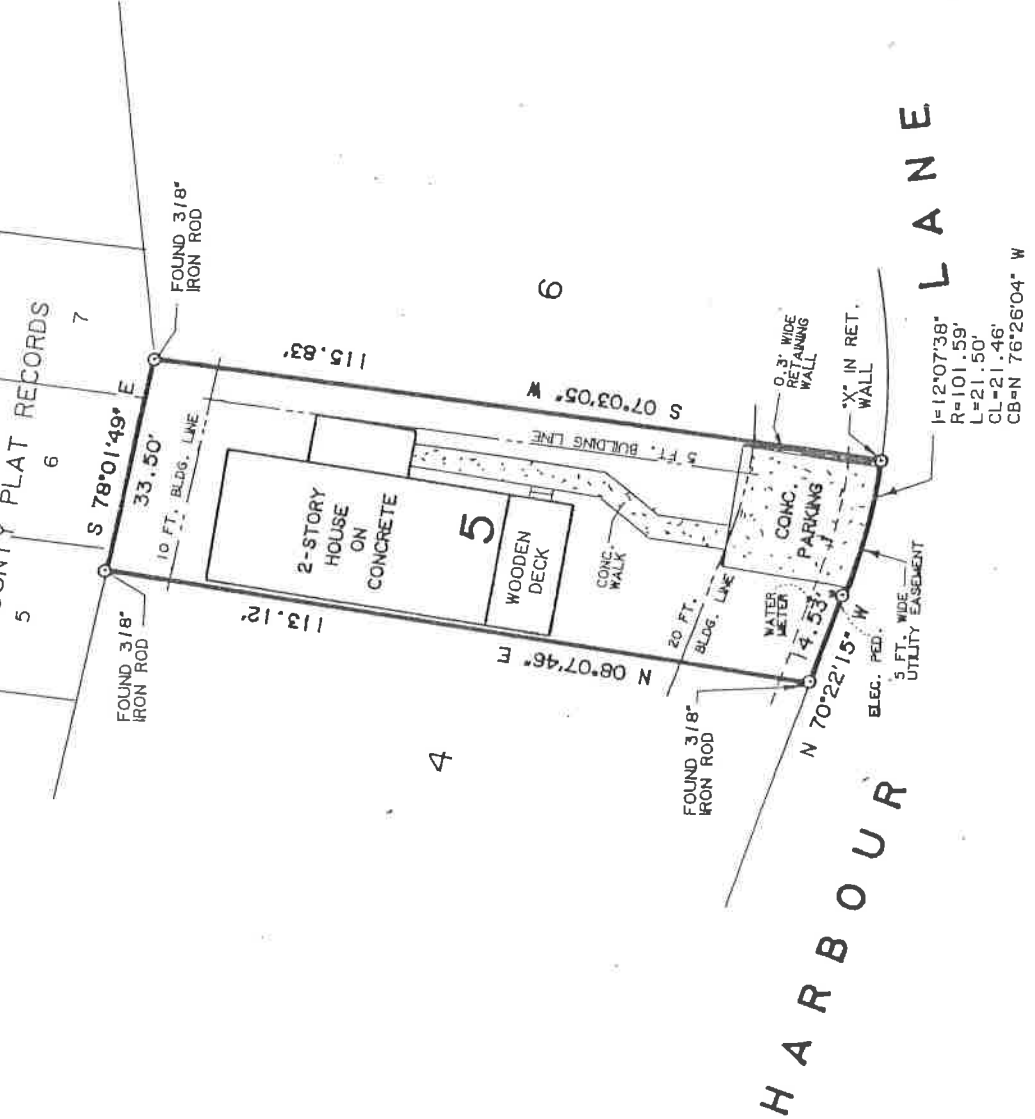 PLAT RECORDS
5
6
7
S 78°01'49" E
33.50'
FOUND 3/8"
IRON ROD
FOUND 3/8"
IRON ROD
10 FT. BLDG. LINE
115.83'
S 07°03'05" W
113.12'
N 08°07'46" E
2-STORY
HOUSE
ON
CONCRETE
5
WOODEN
DECK
5 FT. BUILDING LINE
CONC.
WALK
6
4
0.3' WIDE
RETAINING
WALL
"X" IN RET.
WALL
20 FT.
BLDG. LINE
CONC.
PARKING
WATER
METER
FOUND 3/8"
IRON ROD
14.53'
N 70°22'15" W
ELEC. PED.
5 FT. WIDE
UTILITY EASEMENT
HARBOUR LANE
I=12°07'38"
R=101.59'
L=21.50'
CL=21.46'
CB=N 76°26'04" W